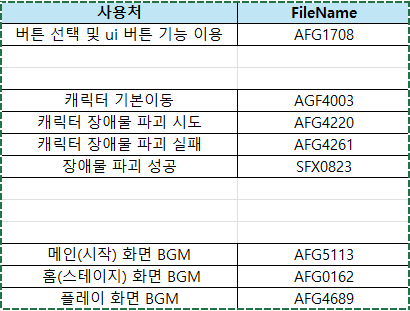 사용처 FileName
버튼 선택 및 ui 버튼 기능 이용 AFG1708
캐릭터 기본이동 AGF4003
캐릭터 장애물 파괴 시도 AFG4220
캐릭터 장애물 파괴 실패 AFG4261
장애물 파괴 성공 SFX0823
메인(시작) 화면 BGM AFG5113
홈(스테이지) 화면 BGM AFG0162
플레이 화면 BGM AFG4689